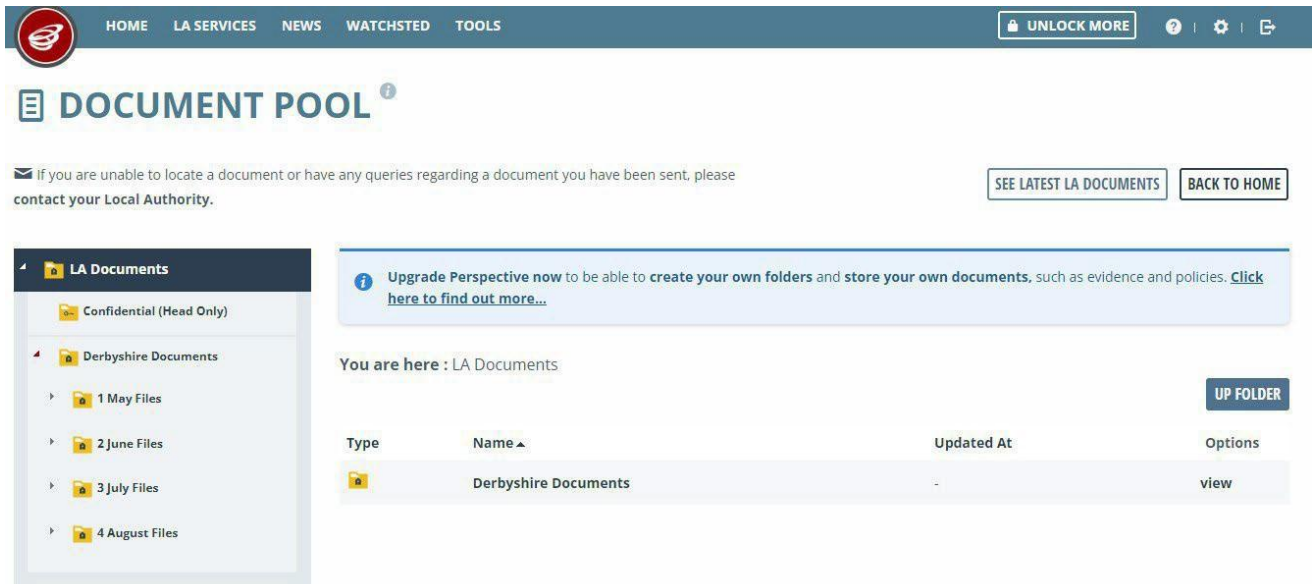 HOME LA SERVICES NEWS WATCHSTED TOOLS UNLOCK MORE
DOCUMENT POOL
If you are unable to locate a document or have any queries regarding a document you have been sent, please
contact your Local Authority.
SEE LATEST LA DOCUMENTS BACK TO HOME
LA Documents
Confidential (Head Only)
Derbyshire Documents
1 May Files
2 June Files
3 July Files
4 August Files
Upgrade Perspective now to be able to create your own folders and store your own documents, such as evidence and policies. Click
here to find out more...
You are here : LA Documents
UP FOLDER
Type Name Updated At Options
Derbyshire Documents - view